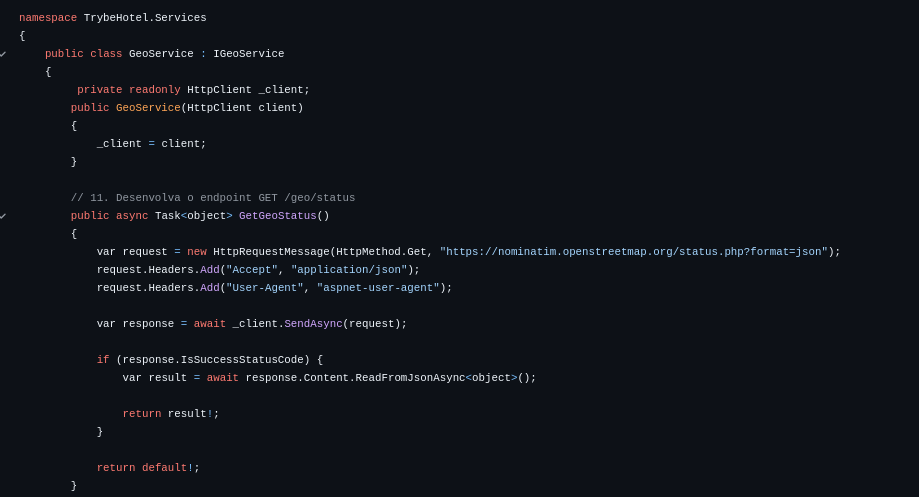 namespace TrybeHotel.Services
{
    public class GeoService : IGeoService
    {
         private readonly HttpClient _client;
        public GeoService(HttpClient client)
        {
            _client = client;
        }

        // 11. Desenvolva o endpoint GET /geo/status
        public async Task<object> GetGeoStatus()
        {
            var request = new HttpRequestMessage(HttpMethod.Get, "https://nominatim.openstreetmap.org/status.php?format=json");
            request.Headers.Add("Accept", "application/json");
            request.Headers.Add("User-Agent", "aspnet-user-agent");

            var response = await _client.SendAsync(request);

            if (response.IsSuccessStatusCode) {
                var result = await response.Content.ReadFromJsonAsync<object>();

                return result!;
            }

            return default!;
        }